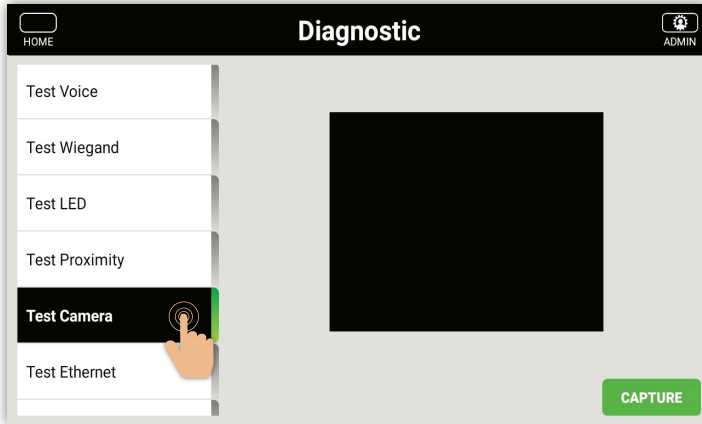 HOME
Diagnostic
ADMIN
Test Voice
Test Wiegand
Test LED
Test Proximity
Test Camera
Test Ethernet
CAPTURE